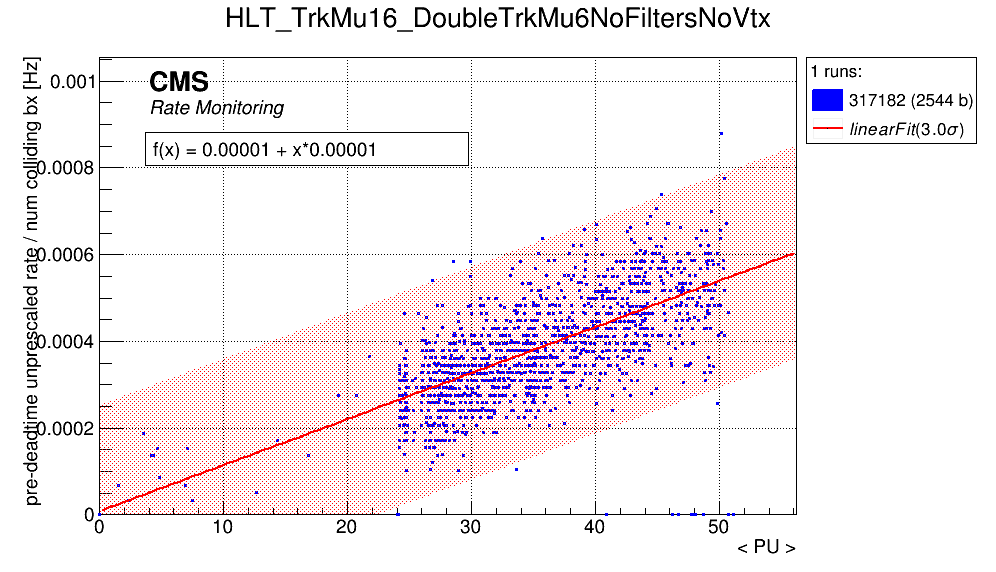 HLT_TrkMu16_DoubleTrkMu6NoFiltersNoVtx
pre-deadtime unprescaled rate / num colliding bx [Hz]
0.001
0.0008
0.0006
0.0004
0.0002
0
CMS
Rate Monitoring
f(x) = 0.00001 + x*0.00001
1 runs:
317182 (2544 b)
linearFit(3.0σ)
0 10 20 30 40 50
< PU >